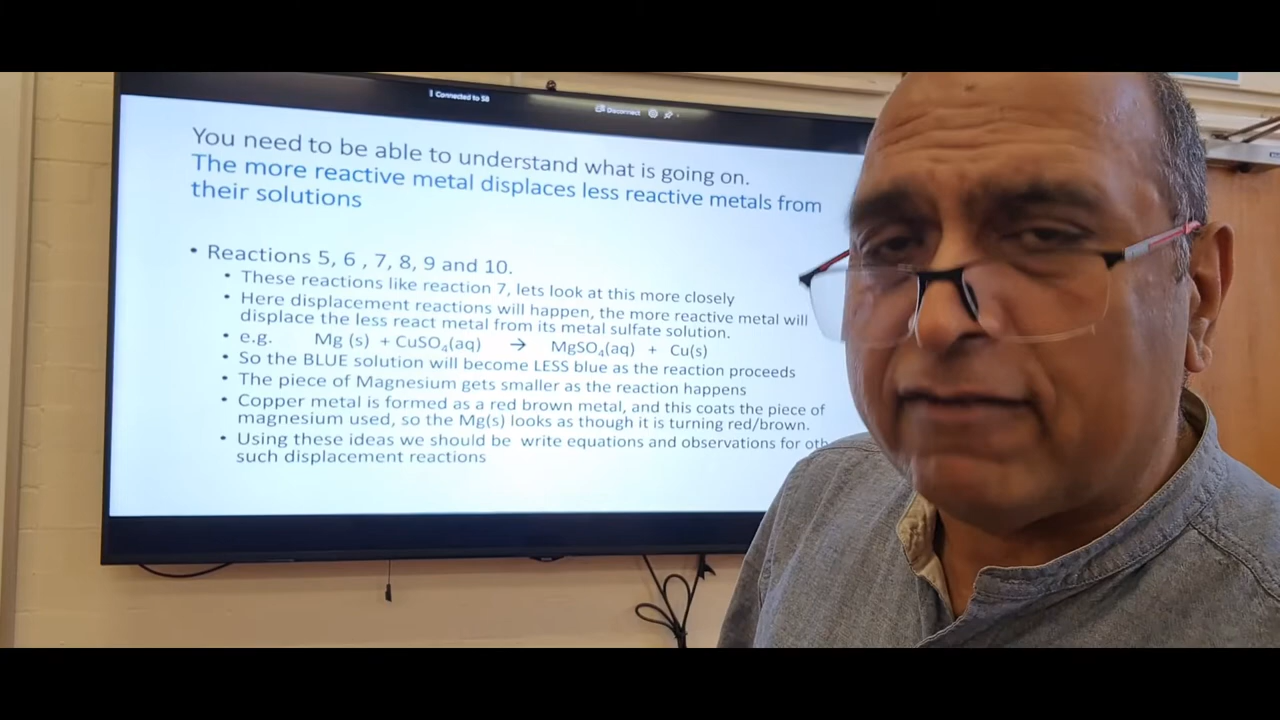 Connected to 58
Disconnect
You need to be able to understand what is going on.
The more reactive metal displaces less reactive metals from
their solutions
• Reactions 5, 6 , 7, 8, 9 and 10.
• These reactions like reaction 7, lets look at this more closely
• Here displacement reactions will happen, the more reactive metal will
displace the less react metal from its metal sulfate solution.
• e.g. Mg (s) + CuSO₄(aq) → MgSO₄(aq) + Cu(s)
• So the BLUE solution will become LESS blue as the reaction proceeds
• The piece of Magnesium gets smaller as the reaction happens
• Copper metal is formed as a red brown metal, and this coats the piece of
magnesium used, so the Mg(s) looks as though it is turning red/brown.
• Using these ideas we should be write equations and observations for oth
such displacement reactions